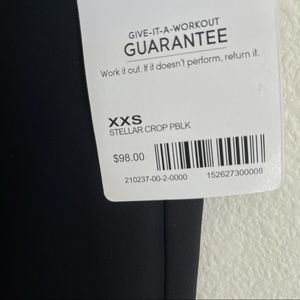 GIVE-IT-A-WORKOUT
GUARANTEE
Work it out. If it doesn't perform, return it.
XXS
STELLAR CROP PBLK
$98.00
210237-00-2-0000 152627300008